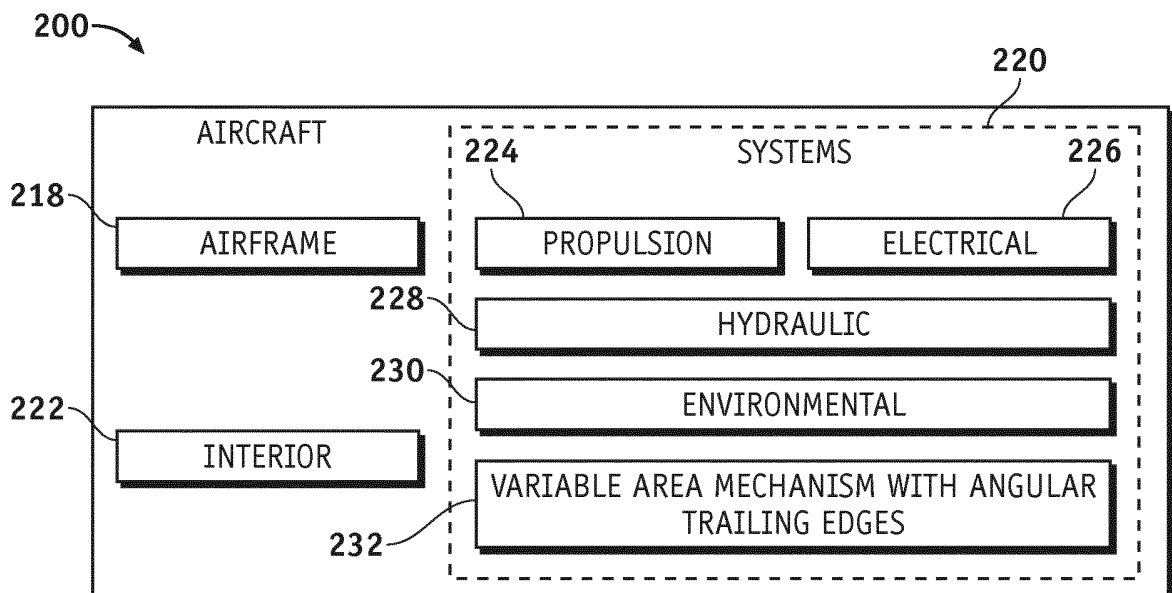 200
220
AIRCRAFT
SYSTEMS
224
226
218
AIRFRAME
PROPULSION
ELECTRICAL
228
HYDRAULIC
230
ENVIRONMENTAL
222
INTERIOR
VARIABLE AREA MECHANISM WITH ANGULAR
TRAILING EDGES
232